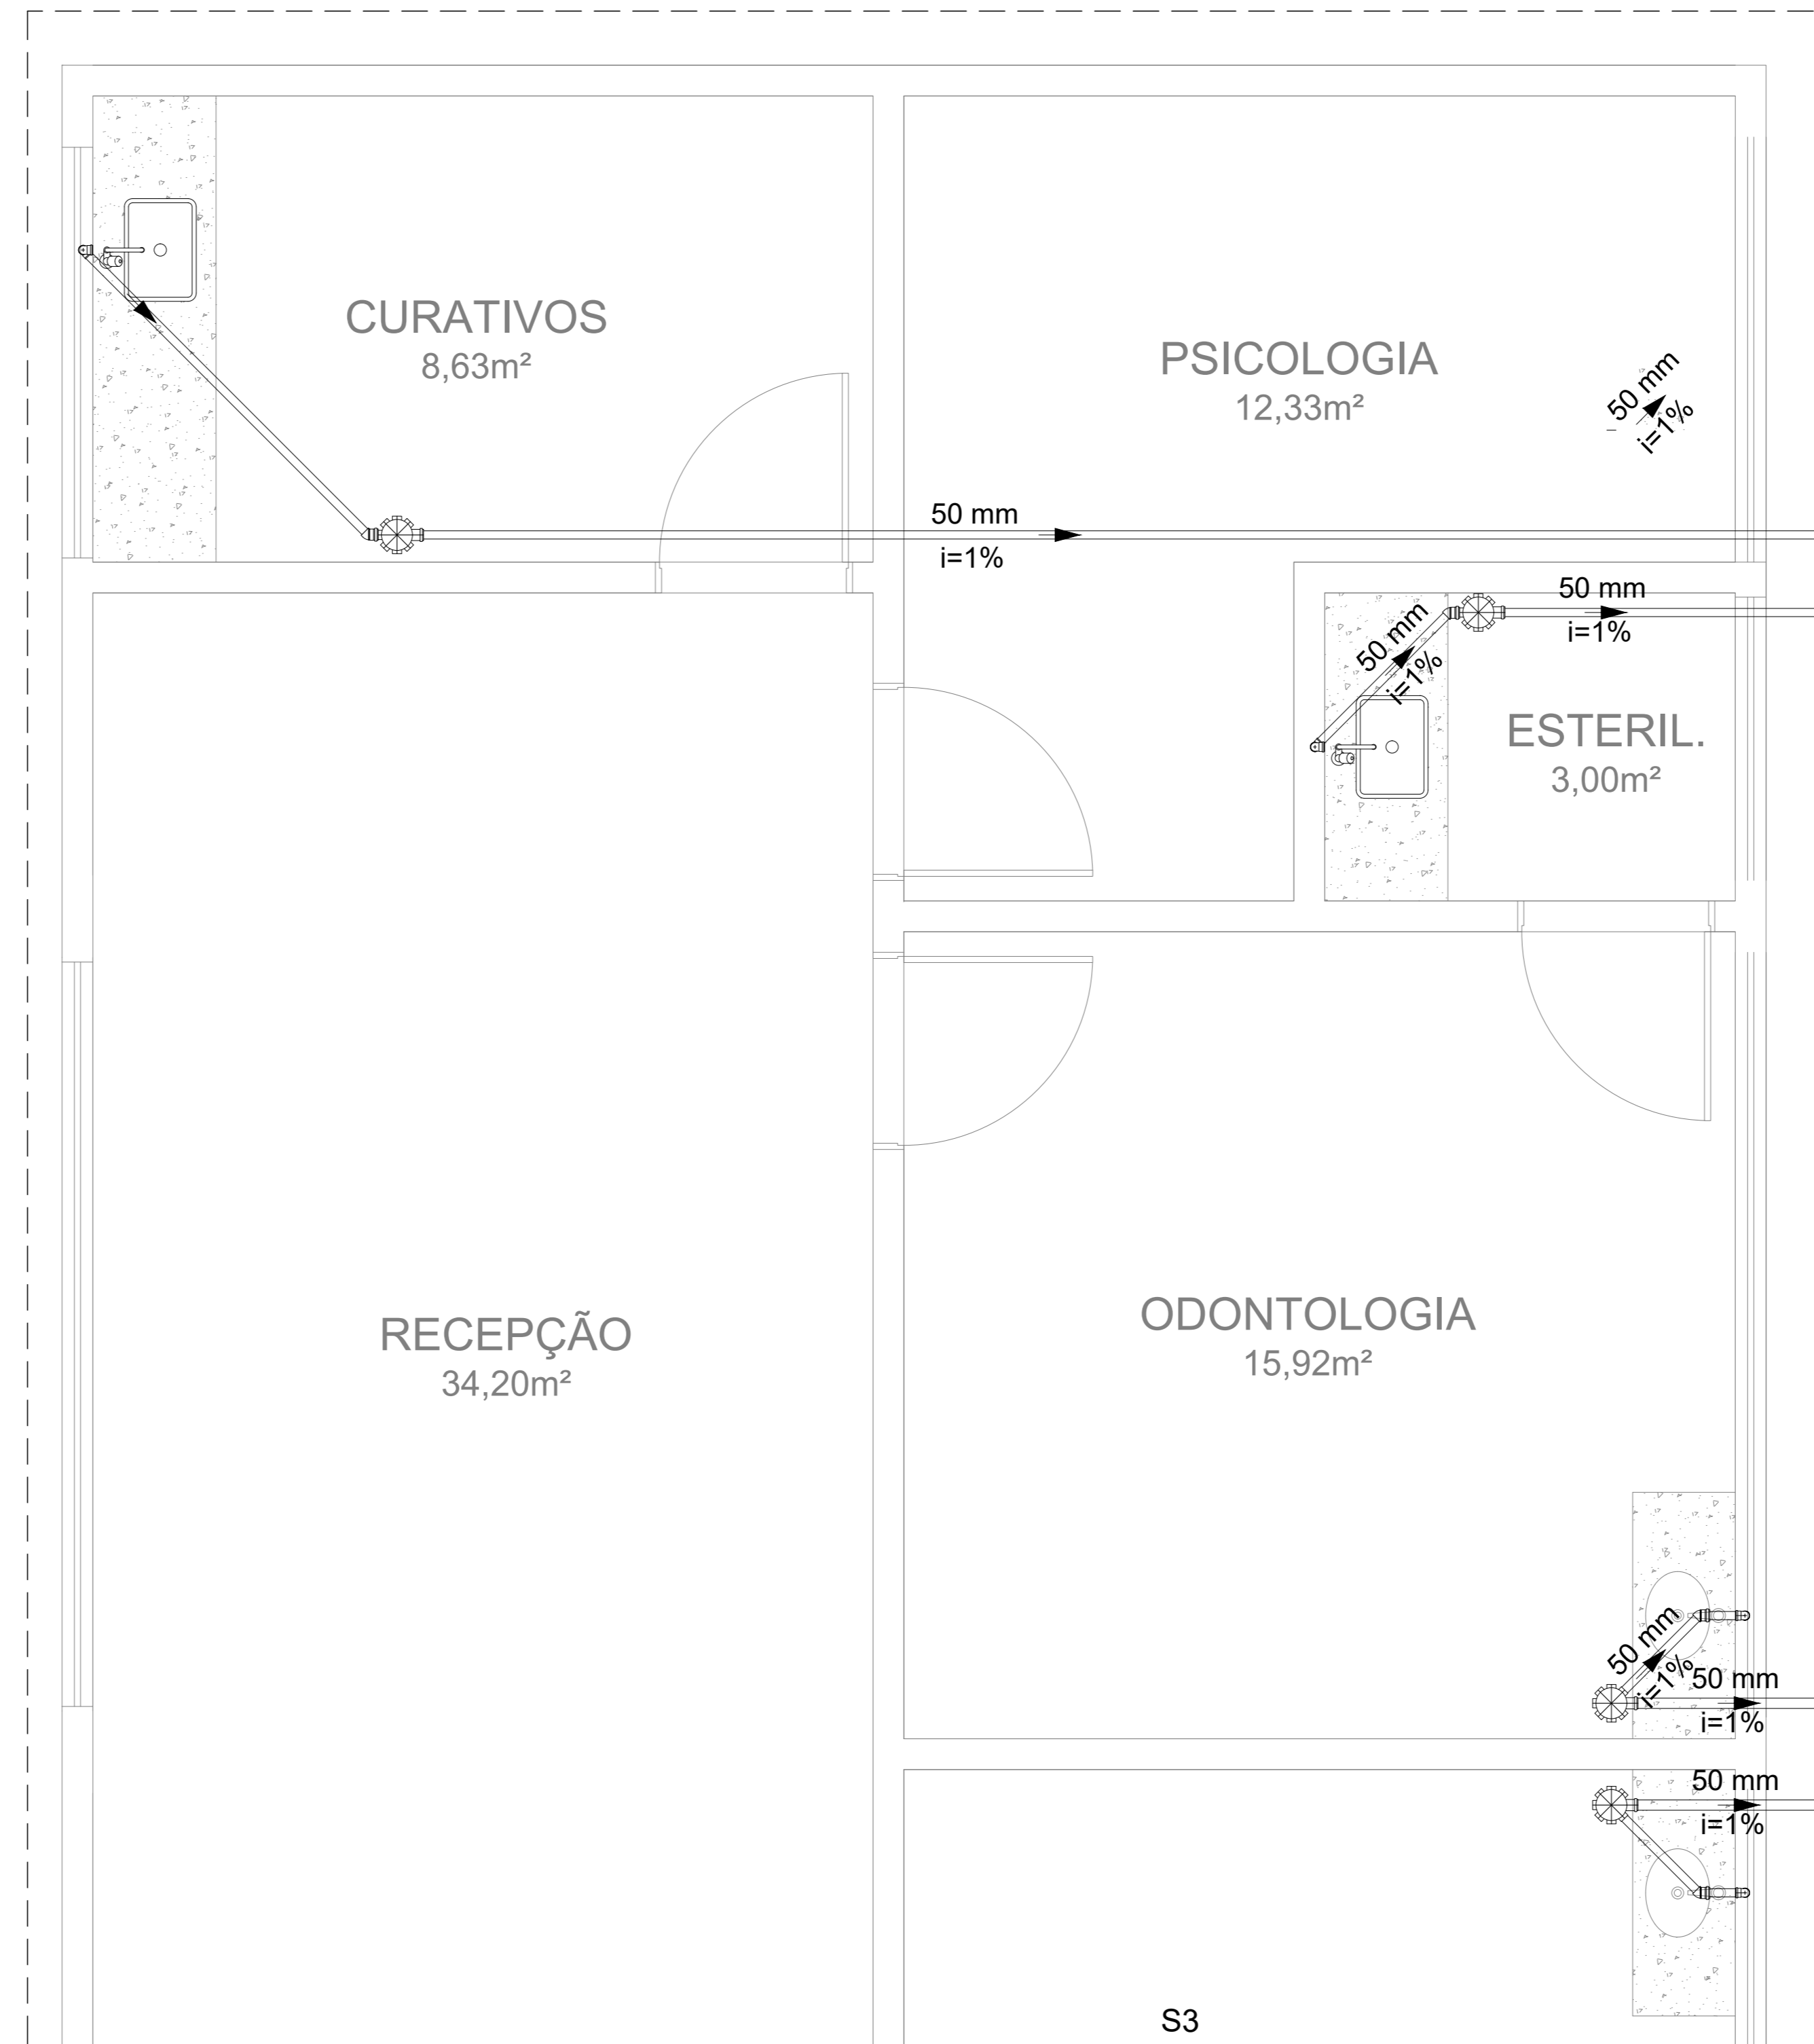 CURATIVOS
8,63m²
PSICOLOGIA
12,33m²
50 mm
i=1%
50 mm
i=1%
50 mm
i=1%
50 mm
i=1%
ESTERIL.
3,00m²
RECEPÇÃO
34,20m²
ODONTOLOGIA
15,92m²
50 mm
i=1%
50 mm
i=1%
50 mm
i=1%
S3